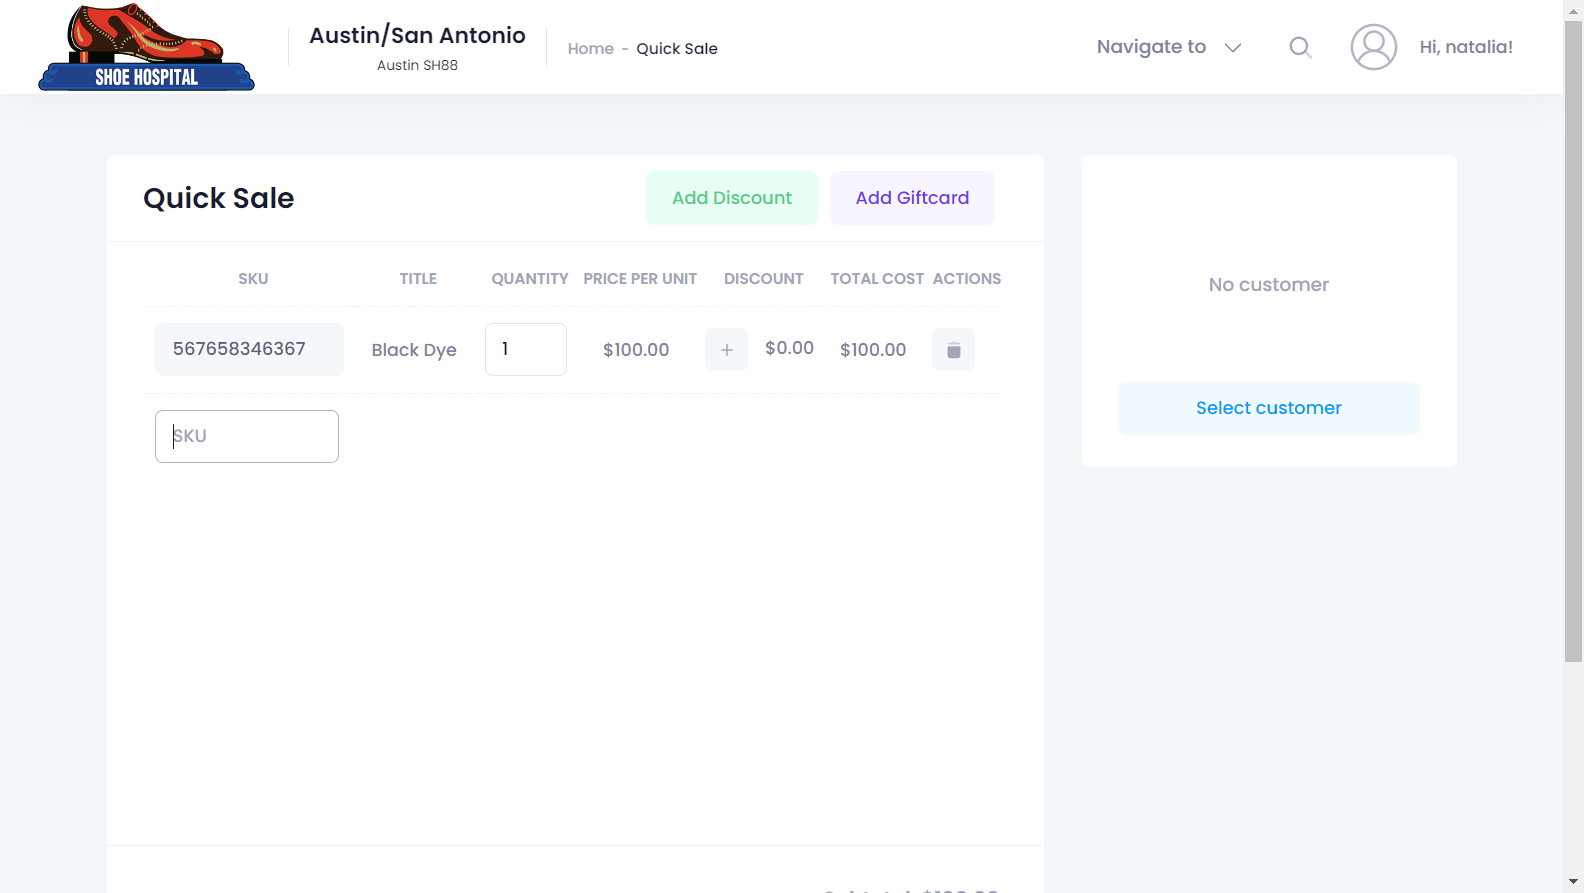 SHOE HOSPITAL
Austin/San Antonio
Austin SH88
Home - Quick Sale
Navigate to
Hi, natalia!
Quick Sale
Add Discount
Add Giftcard
SKU TITLE QUANTITY PRICE PER UNIT DISCOUNT TOTAL COST ACTIONS
567658346367 Black Dye 1 $100.00 + $0.00 $100.00
SKU
No customer
Select customer